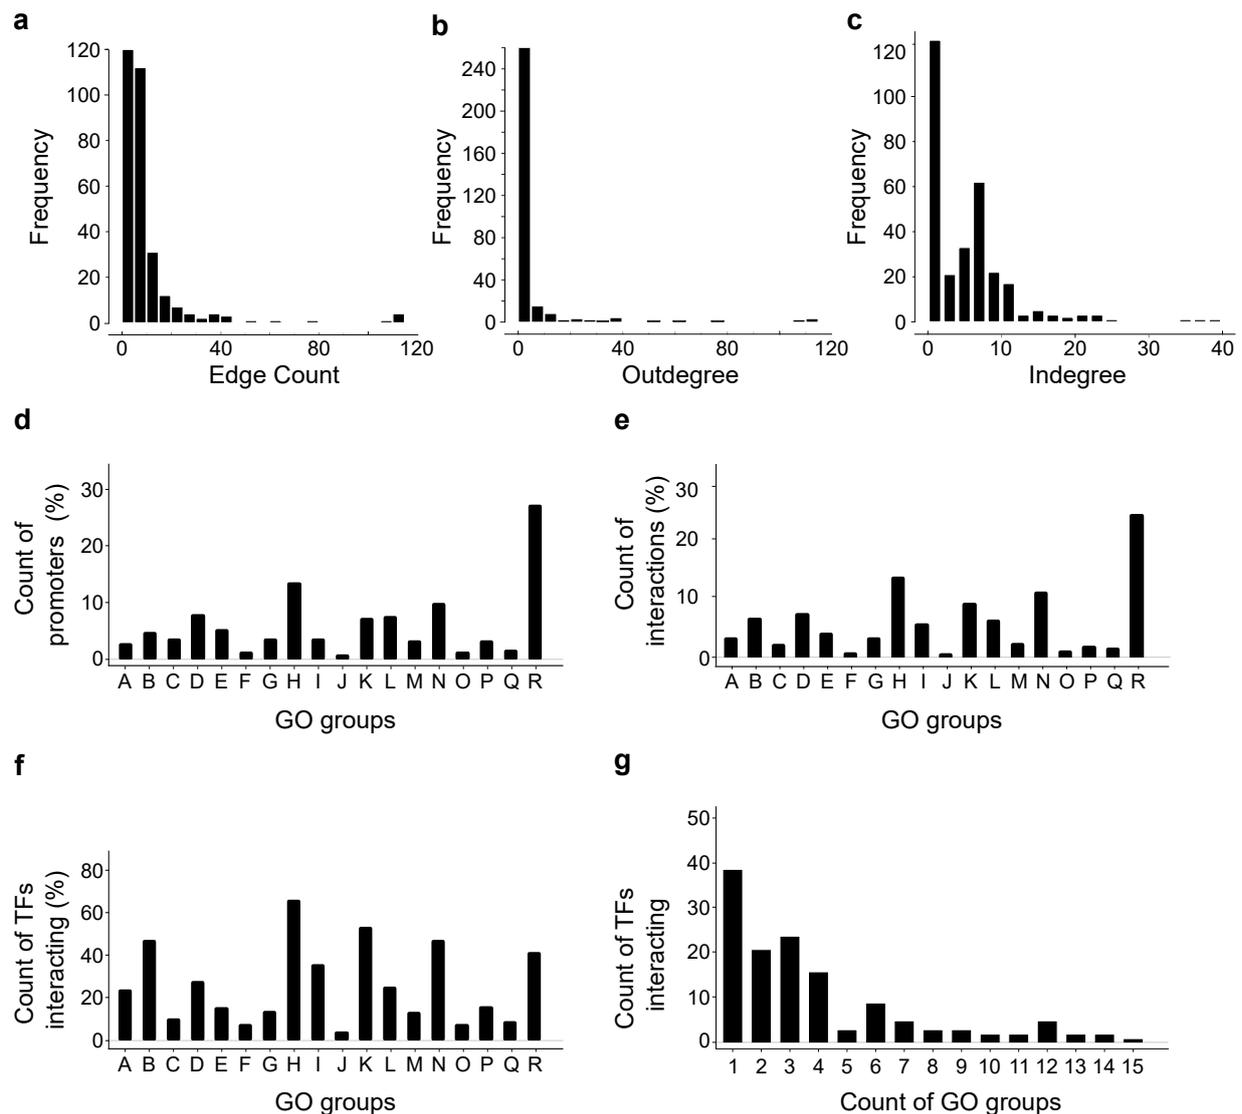 a
120
100
80
60
40
20
0
Frequency
0 40 80 120
Edge Count
b
240
200
160
120
80
40
0
Frequency
0 40 80 120
Outdegree
c
120
100
80
60
40
20
0
Frequency
0 10 20 30 40
Indegree
d
30
20
10
0
Count of
promoters (%)
A B C D E F G H I J K L M N O P Q R
GO groups
e
30
20
10
0
Count of
interactions (%)
A B C D E F G H I J K L M N O P Q R
GO groups
f
80
60
40
20
0
Count of TFs
interacting (%)
A B C D E F G H I J K L M N O P Q R
GO groups
g
50
40
30
20
10
0
Count of TFs
interacting
1 2 3 4 5 6 7 8 9 10 11 12 13 14 15
Count of GO groups